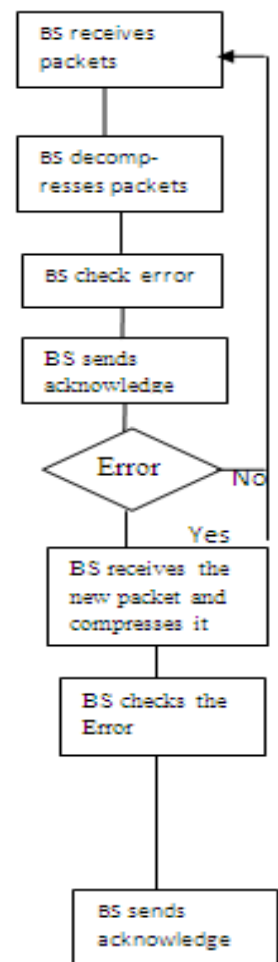 BS receives
packets
BS decomp-
resses packets
BS check error
BS sends
acknowledge
Error
No
Yes
BS receives the
new packet and
compresses it
BS checks the
Error
BS sends
acknowledge